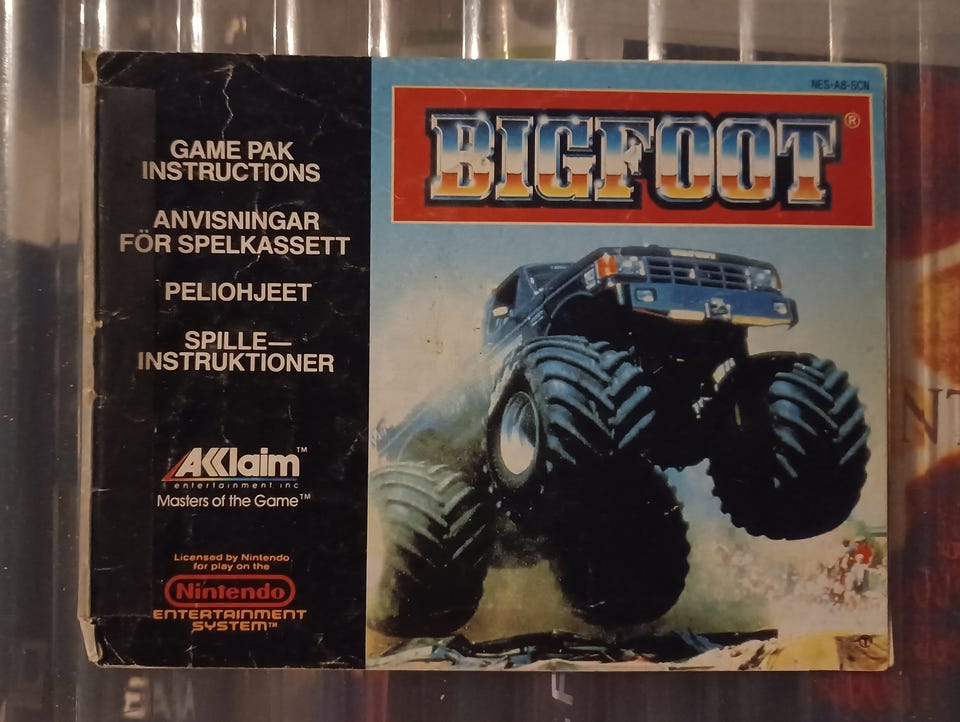 GAME PAK
INSTRUCTIONS
ANVISNINGAR
FÖR SPELKASSETT
PELIOHJEET
SPILLE—
INSTRUKTIONER
AKlaim™
entertainment inc
Masters of the Game™
Licensed by Nintendo
for play on the
Nintendo
ENTERTAINMENT
SYSTEM™
NES-A8-SCN
BIGFOOT®